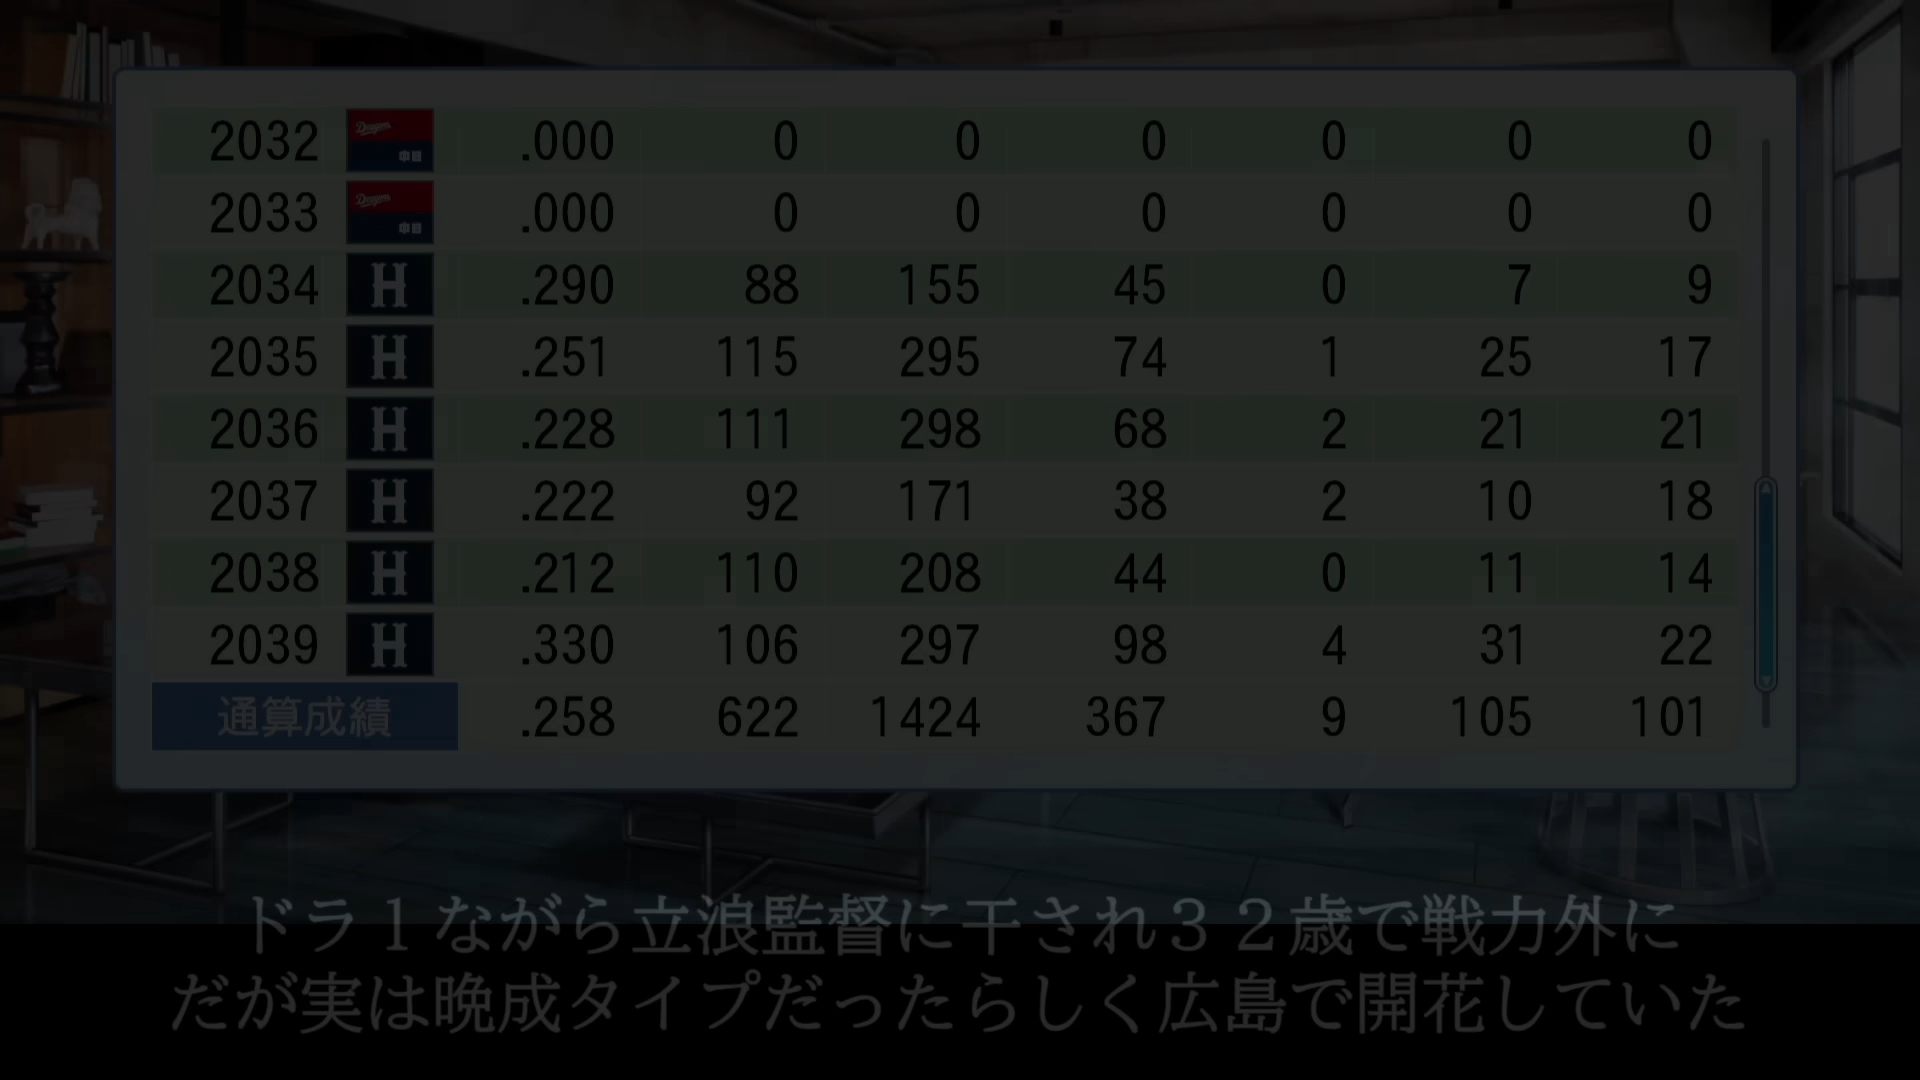 2032 Dragons 中日 .000 0 0 0 0 0 0
2033 Dragons 中日 .000 0 0 0 0 0 0
2034 H .290 88 155 45 0 7 9
2035 H .251 115 295 74 1 25 17
2036 H .228 111 298 68 2 21 21
2037 H .222 92 171 38 2 10 18
2038 H .212 110 208 44 0 11 14
2039 H .330 106 297 98 4 31 22
通算成績 .258 622 1424 367 9 105 101
ドラ１ながら立浪監督に干され３２歳で戦力外に
だが実は晩成タイプだったらしく広島で開花していた